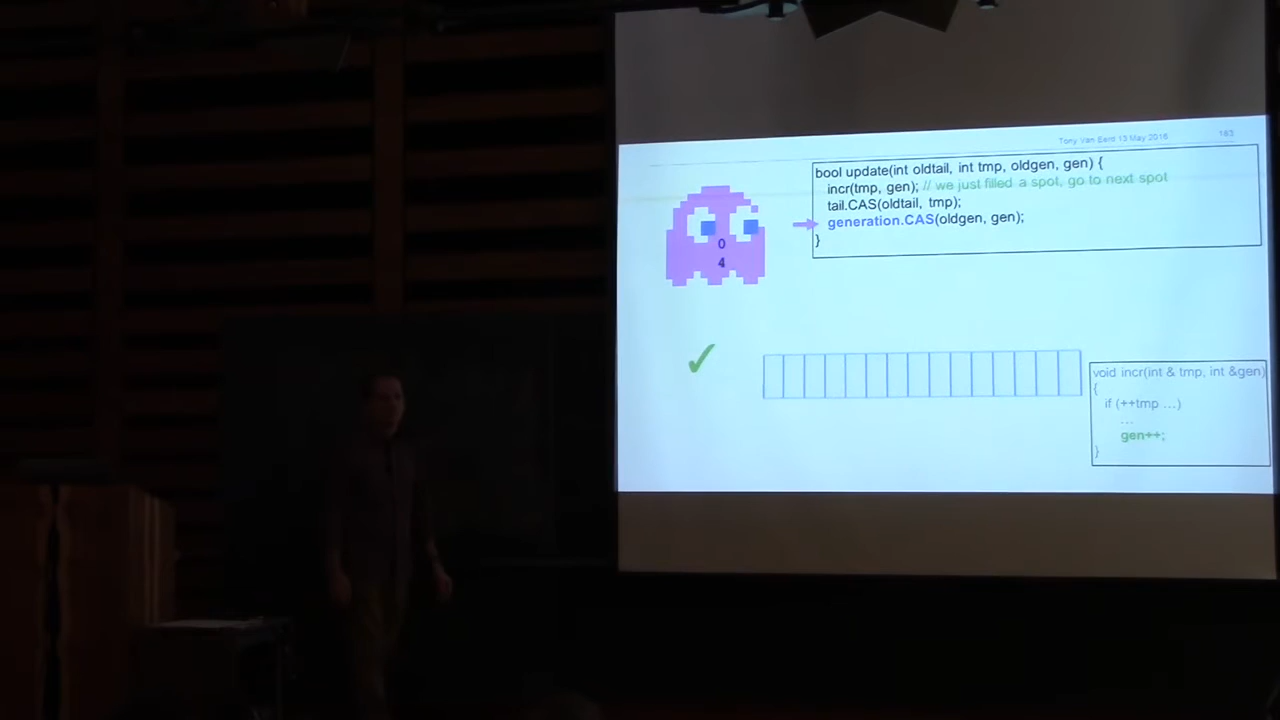 Tony Van Eerd 13 May 2016
183
bool update(int oldtail, int tmp, oldgen, gen) {
incr(tmp, gen); // we just filled a spot, go to next spot
tail.CAS(oldtail, tmp);
generation.CAS(oldgen, gen);
}
0
4
void incr(int & tmp, int &gen)
{
if (++tmp ...)
...
gen++;
}